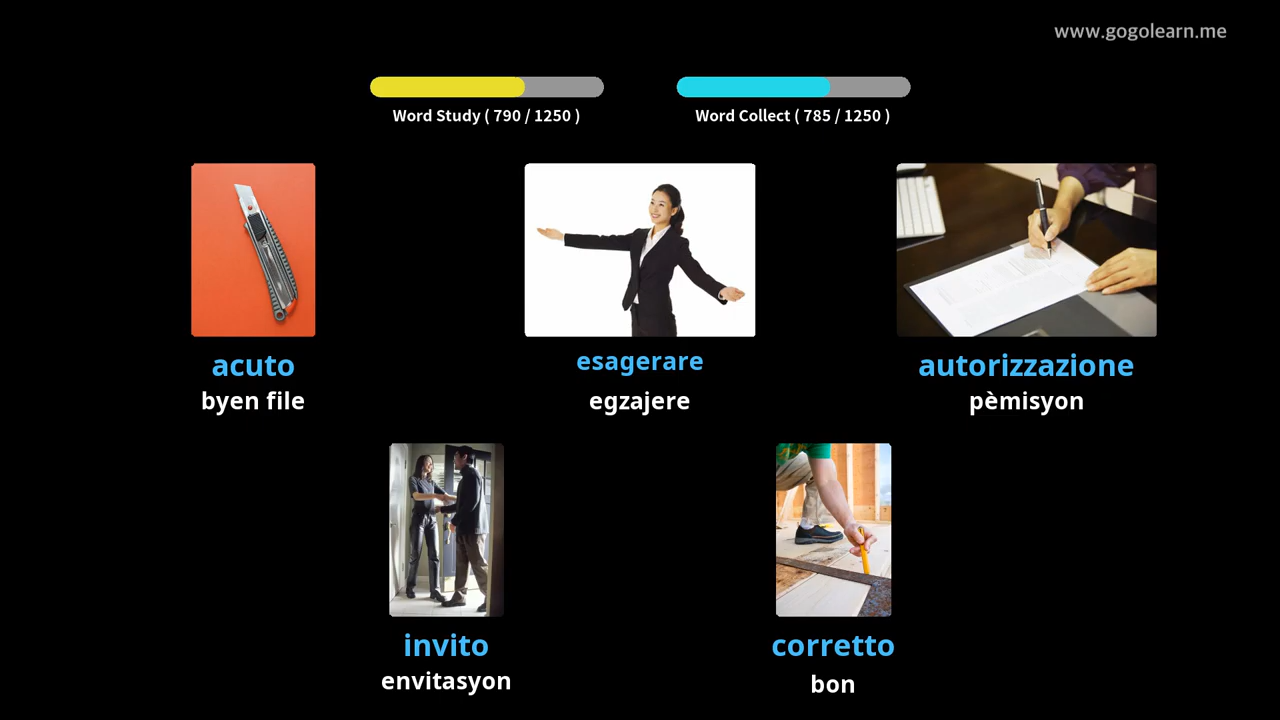 www.gogolearn.me
Word Study ( 790 / 1250 )
Word Collect ( 785 / 1250 )
acuto
byen file
esagerare
egzajere
autorizzazione
pèmisyon
invito
envitasyon
corretto
bon